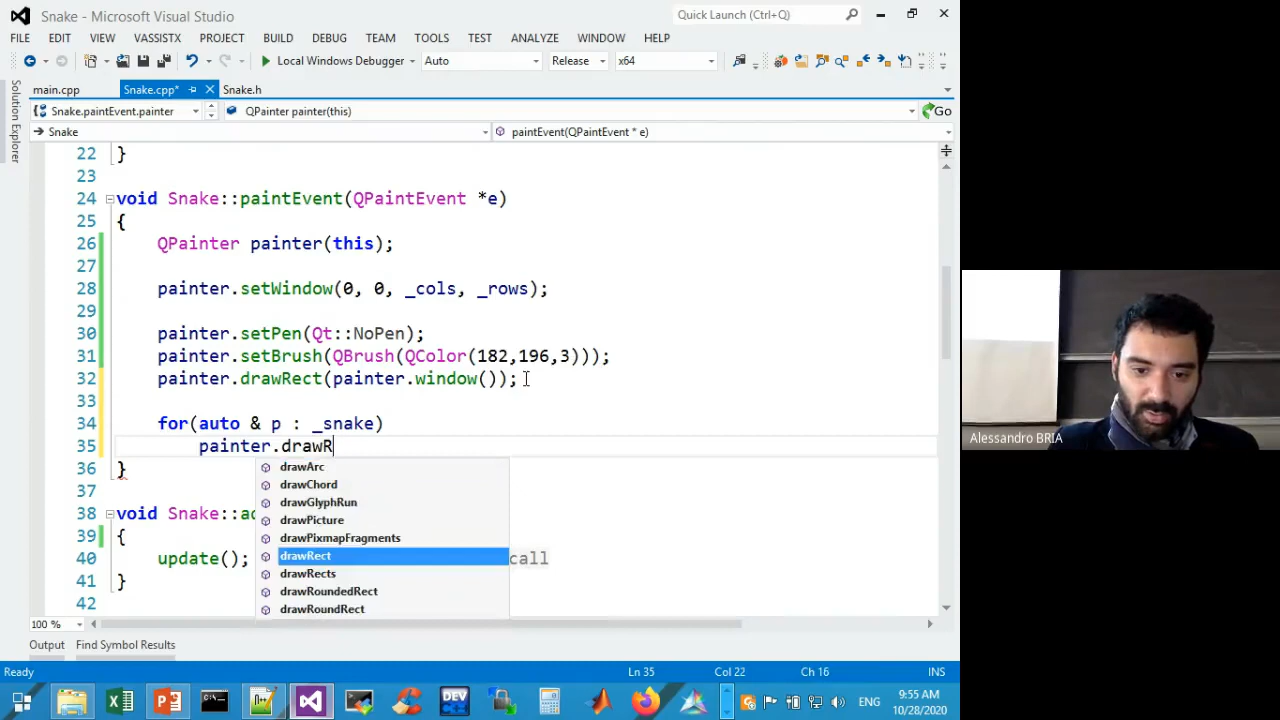 Snake - Microsoft Visual Studio
Quick Launch (Ctrl+Q)
FILE EDIT VIEW VASSISTX PROJECT BUILD DEBUG TEAM TOOLS TEST ANALYZE WINDOW HELP
Local Windows Debugger Auto Release x64
Solution Explorer
main.cpp Snake.cpp* Snake.h
Snake.paintEvent.painter QPainter painter(this) Go
Snake paintEvent(QPaintEvent * e)
22 }
23
24 void Snake::paintEvent(QPaintEvent *e)
25 {
26 QPainter painter(this);
27
28 painter.setWindow(0, 0, _cols, _rows);
29
30 painter.setPen(Qt::NoPen);
31 painter.setBrush(QBrush(QColor(182,196,3)));
32 painter.drawRect(painter.window());
33
34 for(auto & p : _snake)
35 painter.drawR
36 }
37
38 void Snake::ad
39 {
40 update(); call
41 }
42
drawArc
drawChord
drawGlyphRun
drawPicture
drawPixmapFragments
drawRect
drawRects
drawRoundedRect
drawRoundRect
Alessandro BRIA
100 %
Output Find Symbol Results
Ready Ln 35 Col 22 Ch 16 INS
DEV
ENG
9:55 AM
10/28/2020